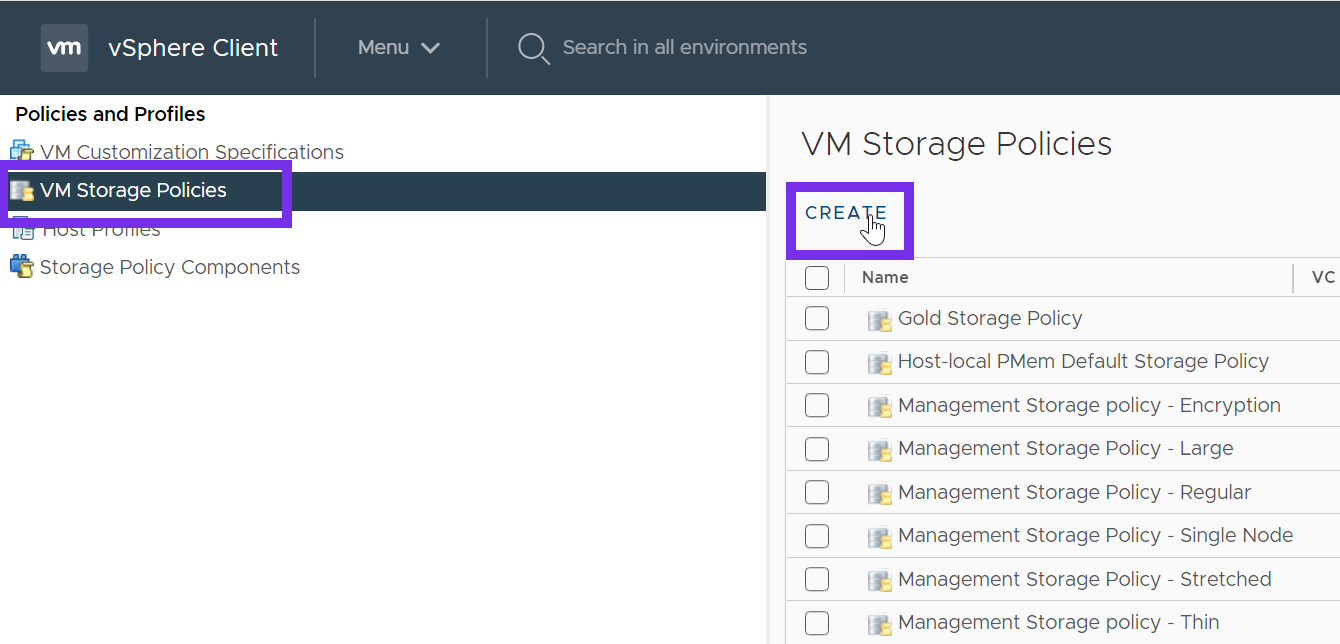 vm vSphere Client Menu Search in all environments
Policies and Profiles
VM Customization Specifications
VM Storage Policies
Host Profiles
Storage Policy Components
VM Storage Policies
CREATE
Name VC
Gold Storage Policy
Host-local PMem Default Storage Policy
Management Storage policy - Encryption
Management Storage Policy - Large
Management Storage Policy - Regular
Management Storage Policy - Single Node
Management Storage Policy - Stretched
Management Storage policy - Thin